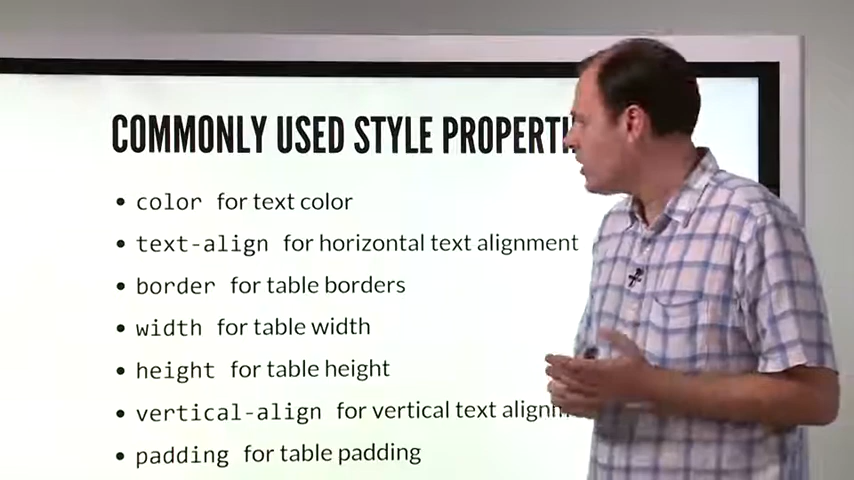 COMMONLY USED STYLE PROPERTI
• color for text color
• text-align for horizontal text alignment
• border for table borders
• width for table width
• height for table height
• vertical-align for vertical text alignm
• padding for table padding